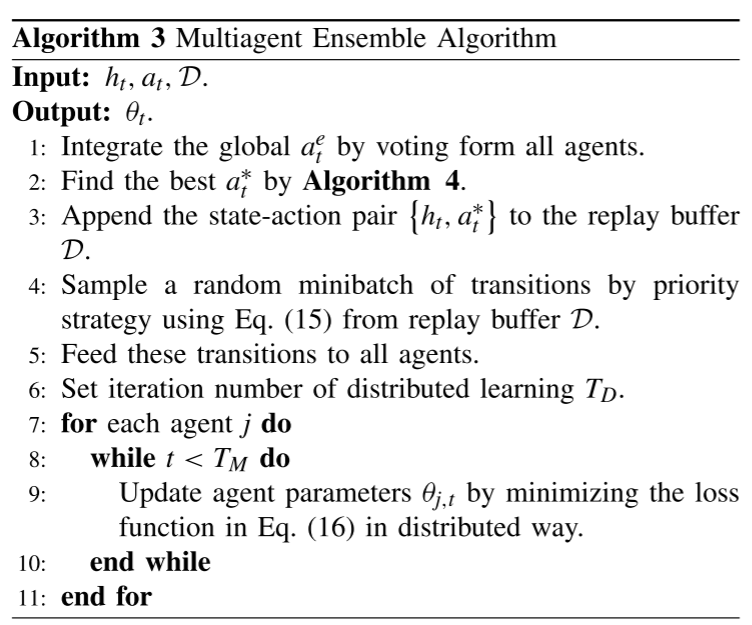 Algorithm 3 Multiagent Ensemble Algorithm
Input: $h_t, a_t, \mathcal{D}$.
Output: $\theta_t$.
1: Integrate the global $a_t^e$ by voting form all agents.
2: Find the best $a_t^*$ by Algorithm 4.
3: Append the state-action pair $\{h_t, a_t^*\}$ to the replay buffer
$\mathcal{D}$.
4: Sample a random minibatch of transitions by priority
strategy using Eq. (15) from replay buffer $\mathcal{D}$.
5: Feed these transitions to all agents.
6: Set iteration number of distributed learning $T_D$.
7: for each agent $j$ do
8: while $t < T_M$ do
9: Update agent parameters $\theta_{j,t}$ by minimizing the loss
function in Eq. (16) in distributed way.
10: end while
11: end for